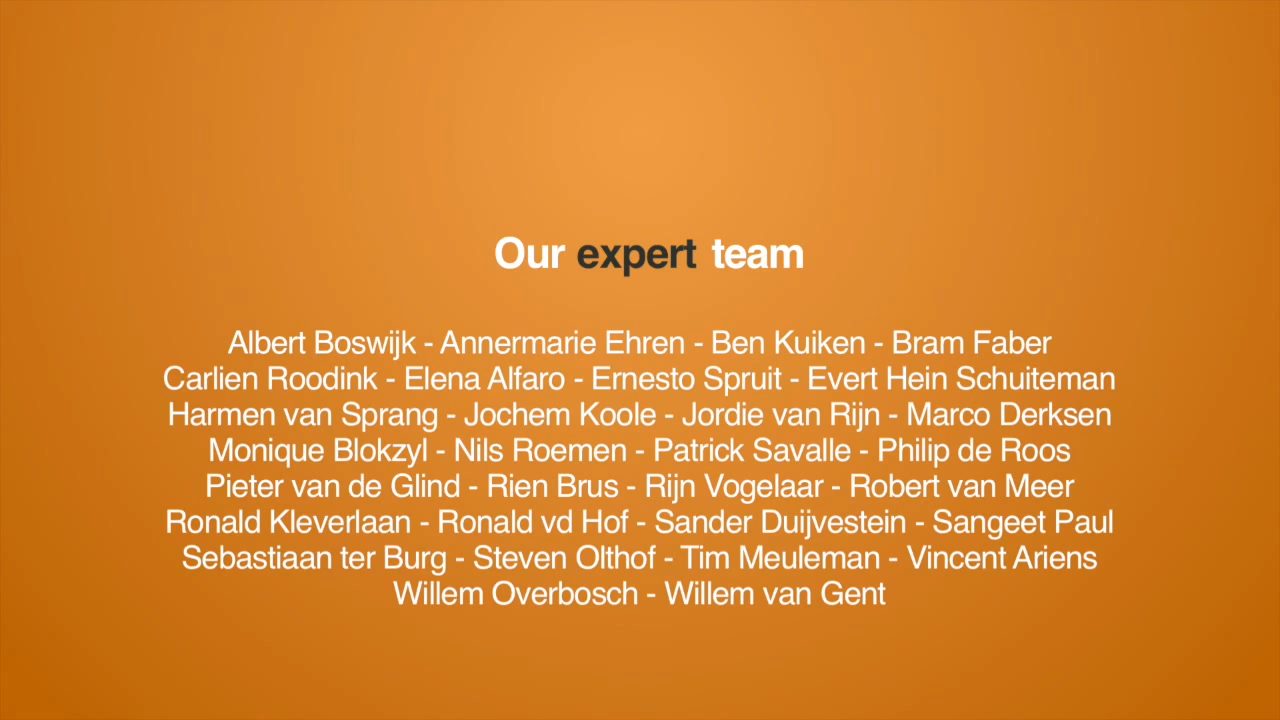 Our expert team
Albert Boswijk - Annermarie Ehren - Ben Kuiken - Bram Faber
Carlien Roodink - Elena Alfaro - Ernesto Spruit - Evert Hein Schuiteman
Harmen van Sprang - Jochem Koole - Jordie van Rijn - Marco Derksen
Monique Blokzyl - Nils Roemen - Patrick Savalle - Philip de Roos
Pieter van de Glind - Rien Brus - Rijn Vogelaar - Robert van Meer
Ronald Kleverlaan - Ronald vd Hof - Sander Duijvestein - Sangeet Paul
Sebastiaan ter Burg - Steven Olthof - Tim Meuleman - Vincent Ariens
Willem Overbosch - Willem van Gent